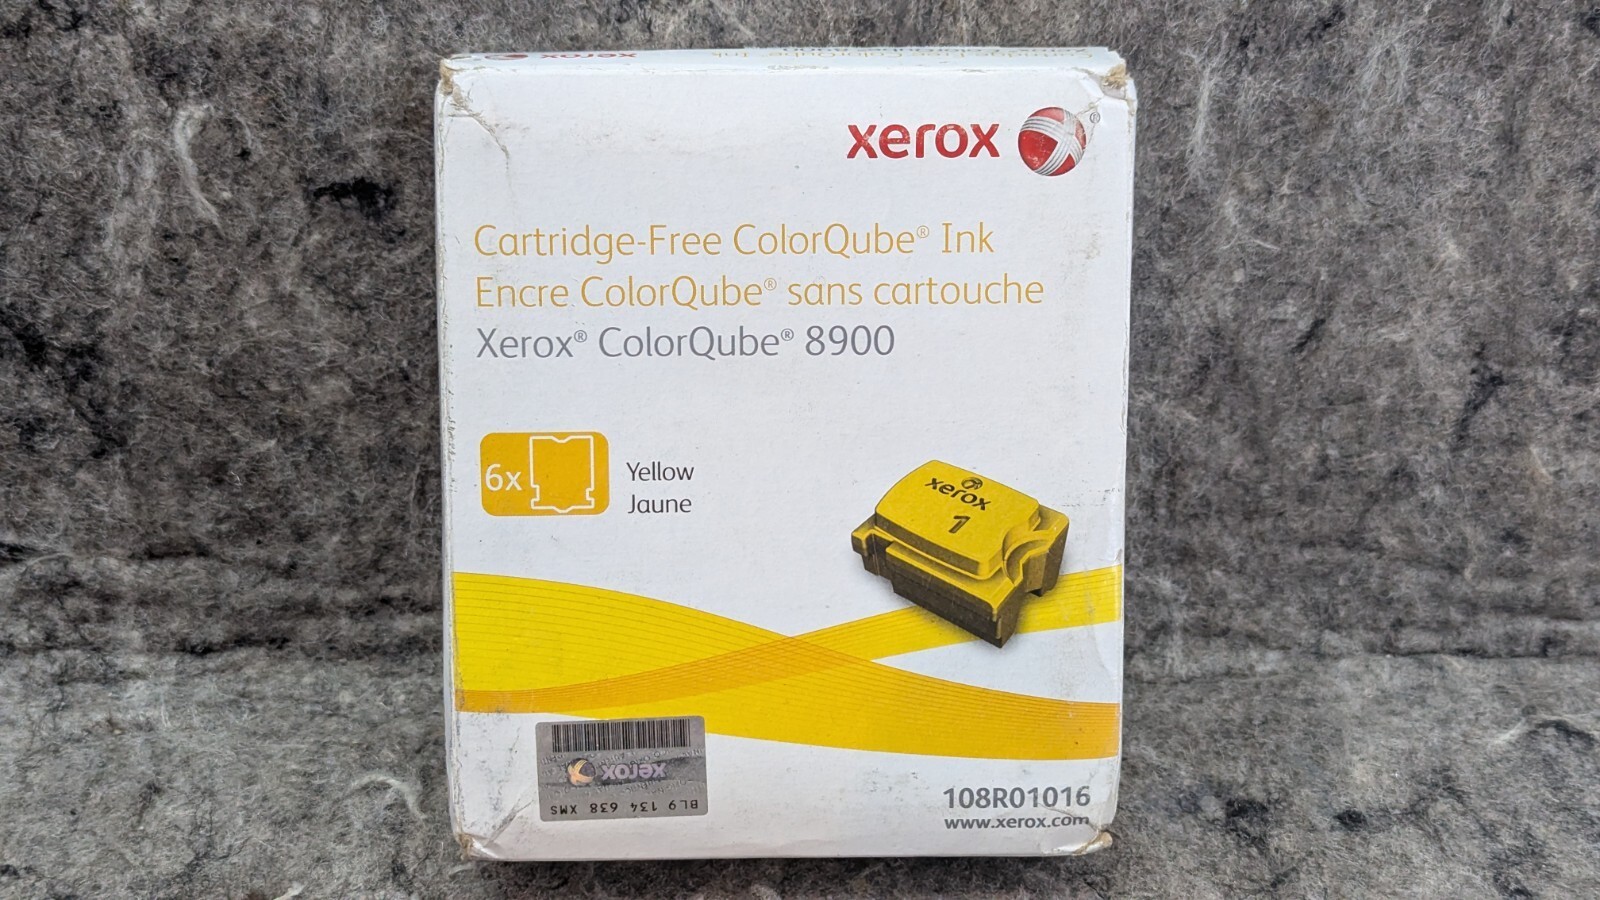 xerox
xerox ®
Cartridge-Free ColorQube® Ink
Encre ColorQube® sans cartouche
Xerox® ColorQube® 8900
6x
Yellow
Jaune
xerox
1
xerox
BL9 134 638 XMS
108R01016
www.xerox.com